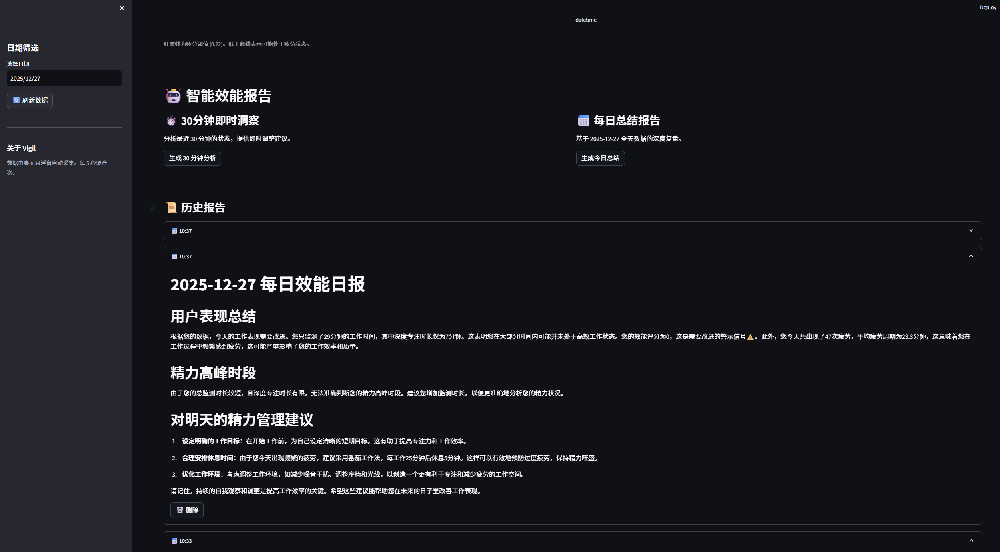 Deploy
datetime
日期筛选
选择日期
2025/12/27
刷新数据
关于 Vigil
数据由桌面悬浮窗自动采集。每 5 秒聚合一
次。
红虚线为疲劳阈值 (0.22)。低于此线表示可能处于疲劳状态。
智能效能报告
30分钟即时洞察
分析最近 30 分钟的状态，提供即时调整建议。
生成 30 分钟分析
每日总结报告
基于 2025-12-27 全天数据的深度复盘。
生成今日总结
历史报告
10:37
10:37
2025-12-27 每日效能日报
用户表现总结
根据您的数据，今天的工作表现需要改进。您只监测了29分钟的工作时间，其中深度专注时长仅为7分钟。这表明您在大部分时间内可能并未处于高效工作状态。您的效能评分为0，这是需要改进的警示信号⚠️。此外，您今天共出现了47次疲劳，平均疲劳周期为23.3分钟，这意味着您在
工作过程中频繁感到疲劳，这可能严重影响了您的工作效率和质量。
精力高峰时段
由于您的总监测时长较短，且深度专注时长有限，无法准确判断您的精力高峰时段。建议您增加监测时长，以便更准确地分析您的精力状况。
对明天的精力管理建议
1. 设定明确的工作目标：在开始工作前，为自己设定清晰的短期目标。这有助于提高专注力和工作效率。
2. 合理安排休息时间：由于您今天出现频繁的疲劳，建议采用番茄工作法，每工作25分钟后休息5分钟。这样可以有效地预防过度疲劳，保持精力旺盛。
3. 优化工作环境：考虑调整工作环境，如减少噪音干扰、调整座椅和光线，以创造一个更有利于专注和减少疲劳的工作空间。
请记住，持续的自我观察和调整是提高工作效率的关键。希望这些建议能帮助您在未来的日子里改善工作表现。
删除
10:33